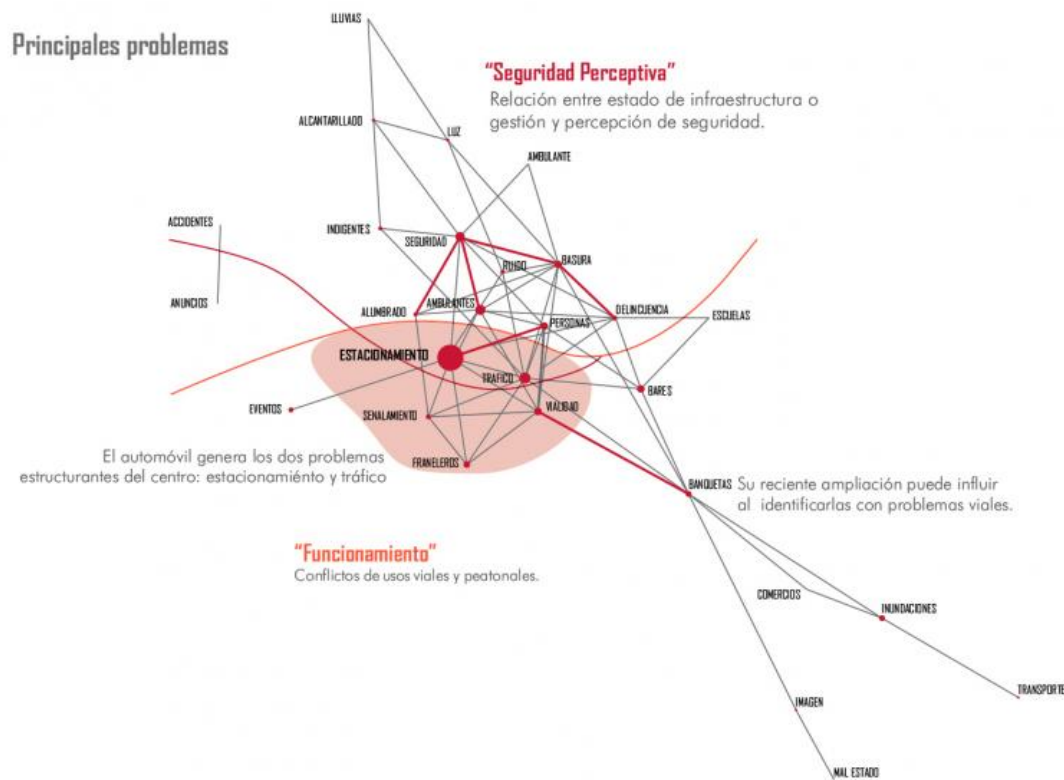 Principales problemas
LLUVIAS
"Seguridad Perceptiva"
Relación entre estado de infraestructura o
gestión y percepción de seguridad.
ALCANTARILLADO
LUZ
AMBULANTE
ACCIDENTES
INDIGENTES
SEGURIDAD
BASURA
RUIDO
ANUNCIOS
ALUMBRADO
AMBULANTES
DELINCUENCIA
ESCUELAS
PERSONAS
ESTACIONAMIENTO
TRÁFICO
BARES
EVENTOS
SEÑALAMIENTO
VIALIDAD
FRANELEROS
El automóvil genera los dos problemas
estructurantes del centro: estacionamiénto y tráfico
BANQUETAS
Su reciente ampliación puede influir
al identificarlas con problemas viales.
"Funcionamiento"
Conflictos de usos viales y peatonales.
COMERCIOS
INUNDACIONES
TRANSPORTE
IMAGEN
MAL ESTADO